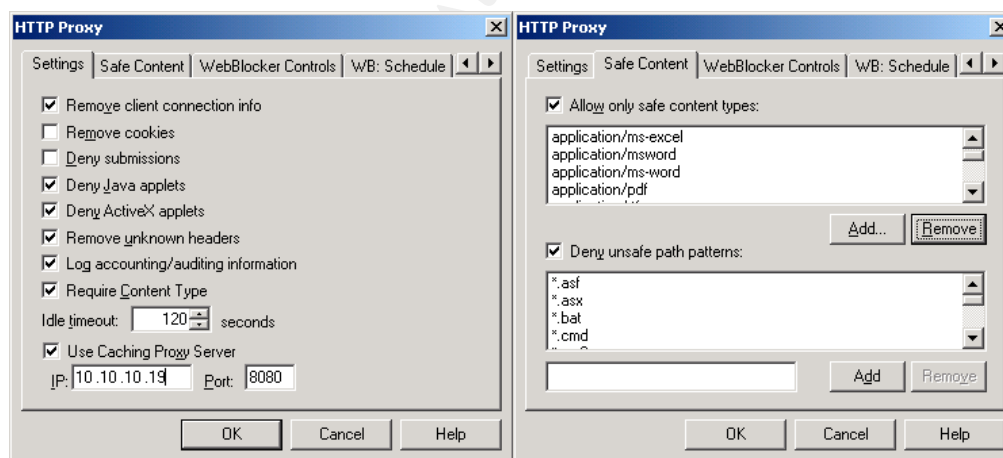 HTTP Proxy
Settings Safe Content WebBlocker Controls WB: Schedule
Remove client connection info
Remove cookies
Deny submissions
Deny Java applets
Deny ActiveX applets
Remove unknown headers
Log accounting/auditing information
Require Content Type
Idle timeout: 120 seconds
Use Caching Proxy Server
IP: 10 .10 .10 .19 Port: 8080
OK Cancel Help
HTTP Proxy
Settings Safe Content WebBlocker Controls WB: Schedule
Allow only safe content types:
application/ms-excel
application/msword
application/ms-word
application/pdf
Add... Remove
Deny unsafe path patterns:
*.asf
*.asx
*.bat
*.cmd
Add Remove
OK Cancel Help